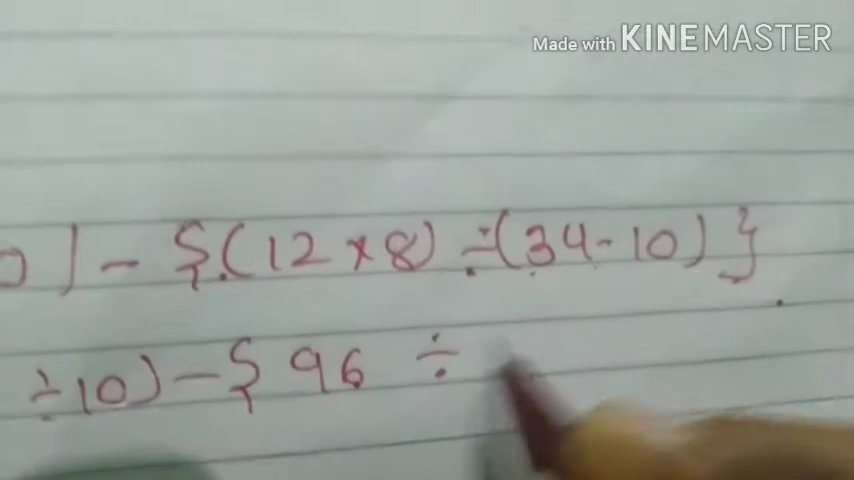 Made with KINEMASTER
] - {(12 × 8) ÷ (34 - 10)}
÷ 10) - { 96 ÷